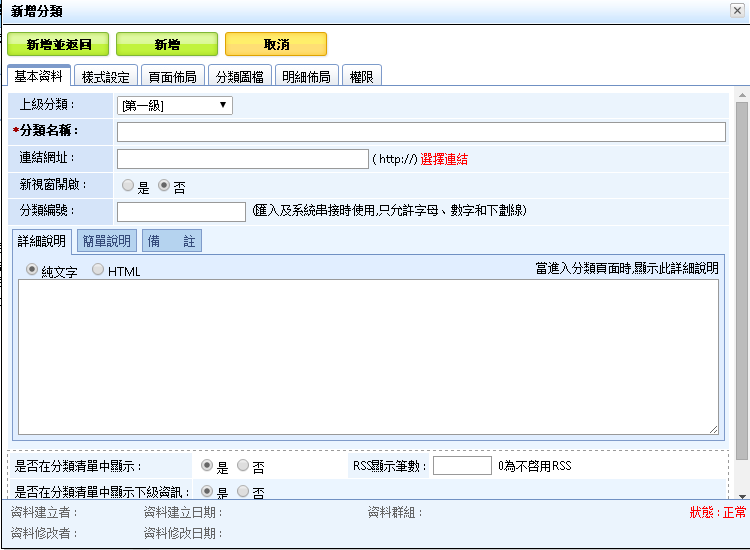 新增分類
新增並返回 新增 取消
基本資料 樣式設定 頁面佈局 分類圖檔 明細佈局 權限
上級分類： [第一級]
*分類名稱：
連結網址： ( http://) 選擇連結
新視窗開啟： 是 否
分類編號： (匯入及系統串接時使用,只允許字母、數字和下劃線)
詳細說明 簡單說明 備 註
純文字 HTML 當進入分類頁面時,顯示此詳細說明
是否在分類清單中顯示： 是 否 RSS顯示筆數： 0為不啓用RSS
是否在分類清單中顯示下級資訊： 是 否
資料建立者： 資料建立日期： 資料群組： 狀態：正常
資料修改者： 資料修改日期：